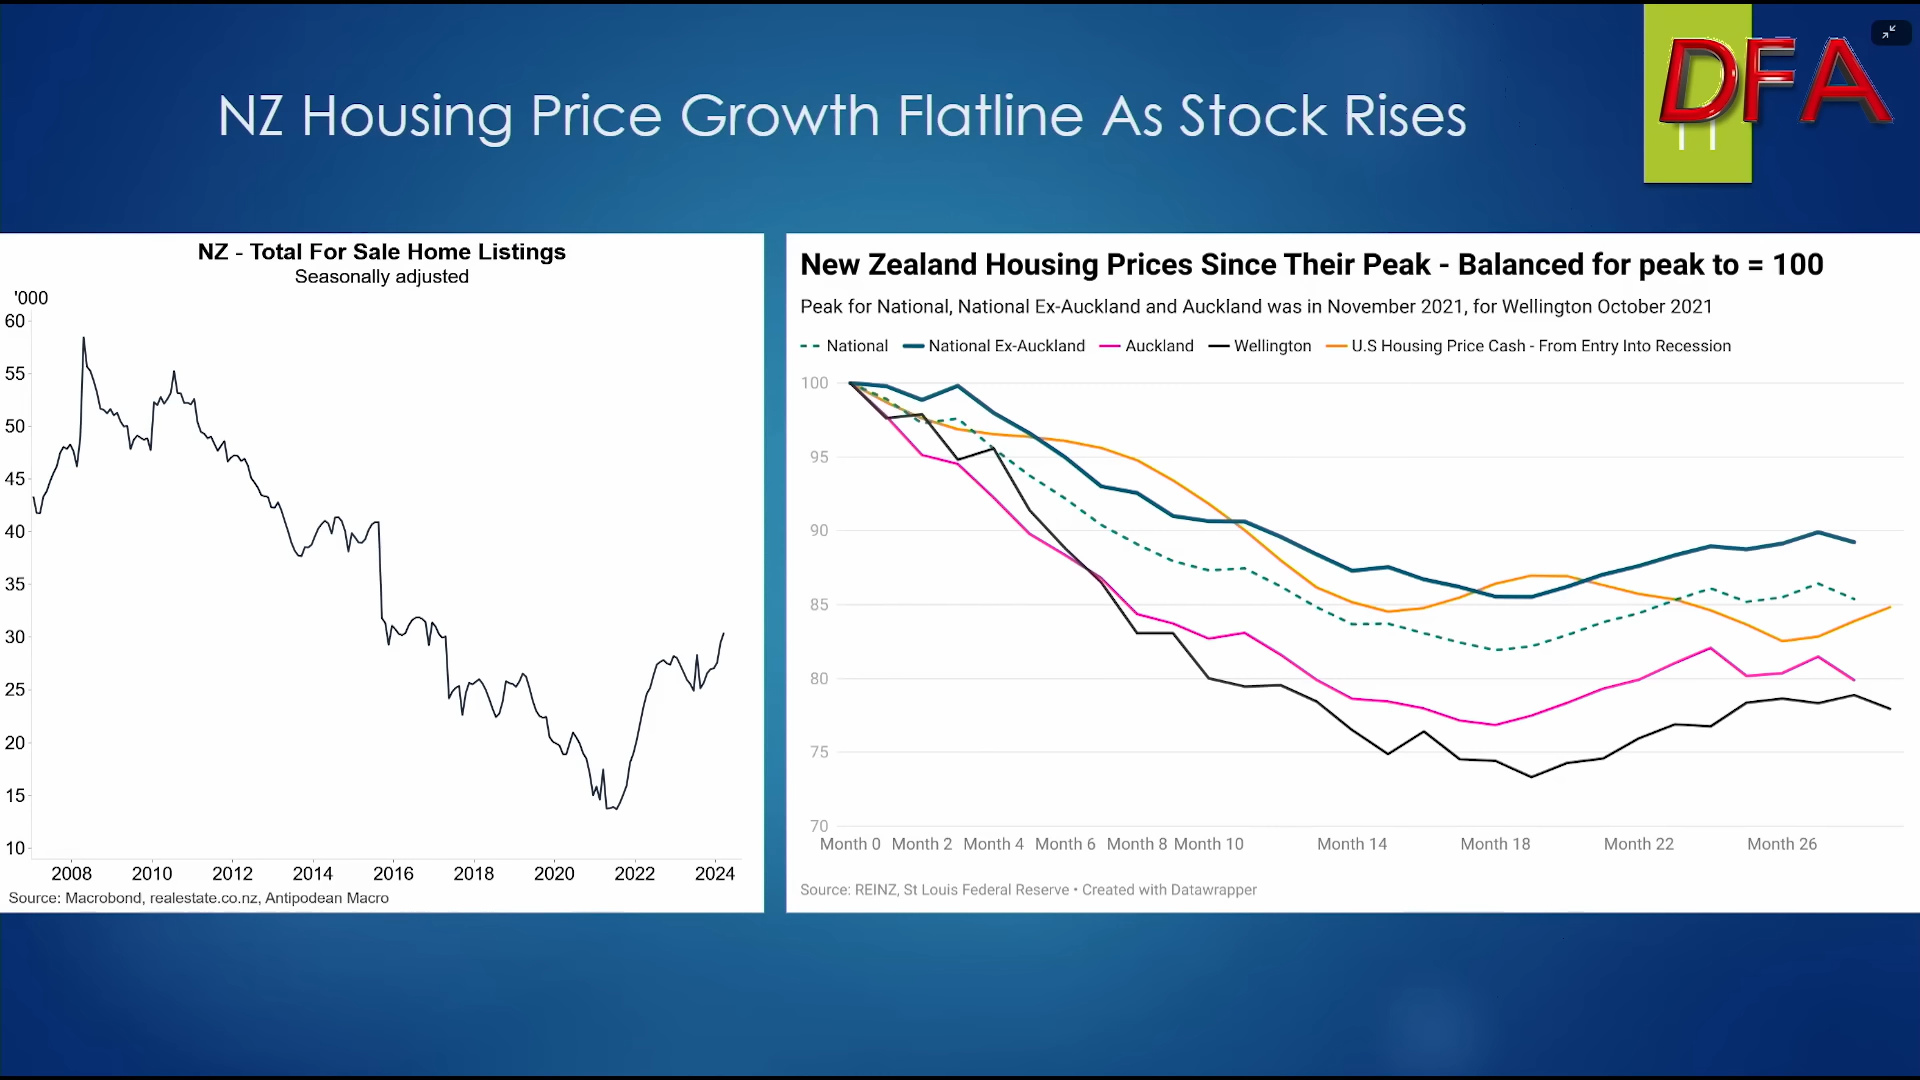 NZ Housing Price Growth Flatline As Stock Rises
DFA
NZ - Total For Sale Home Listings
Seasonally adjusted
'000
60
55
50
45
40
35
30
25
20
15
10
2008 2010 2012 2014 2016 2018 2020 2022 2024
Source: Macrobond, realestate.co.nz, Antipodean Macro
New Zealand Housing Prices Since Their Peak - Balanced for peak to = 100
Peak for National, National Ex-Auckland and Auckland was in November 2021, for Wellington October 2021
National National Ex-Auckland Auckland Wellington U.S Housing Price Cash - From Entry Into Recession
100
95
90
85
80
75
70
Month 0 Month 2 Month 4 Month 6 Month 8 Month 10 Month 14 Month 18 Month 22 Month 26
Source: REINZ, St Louis Federal Reserve • Created with Datawrapper